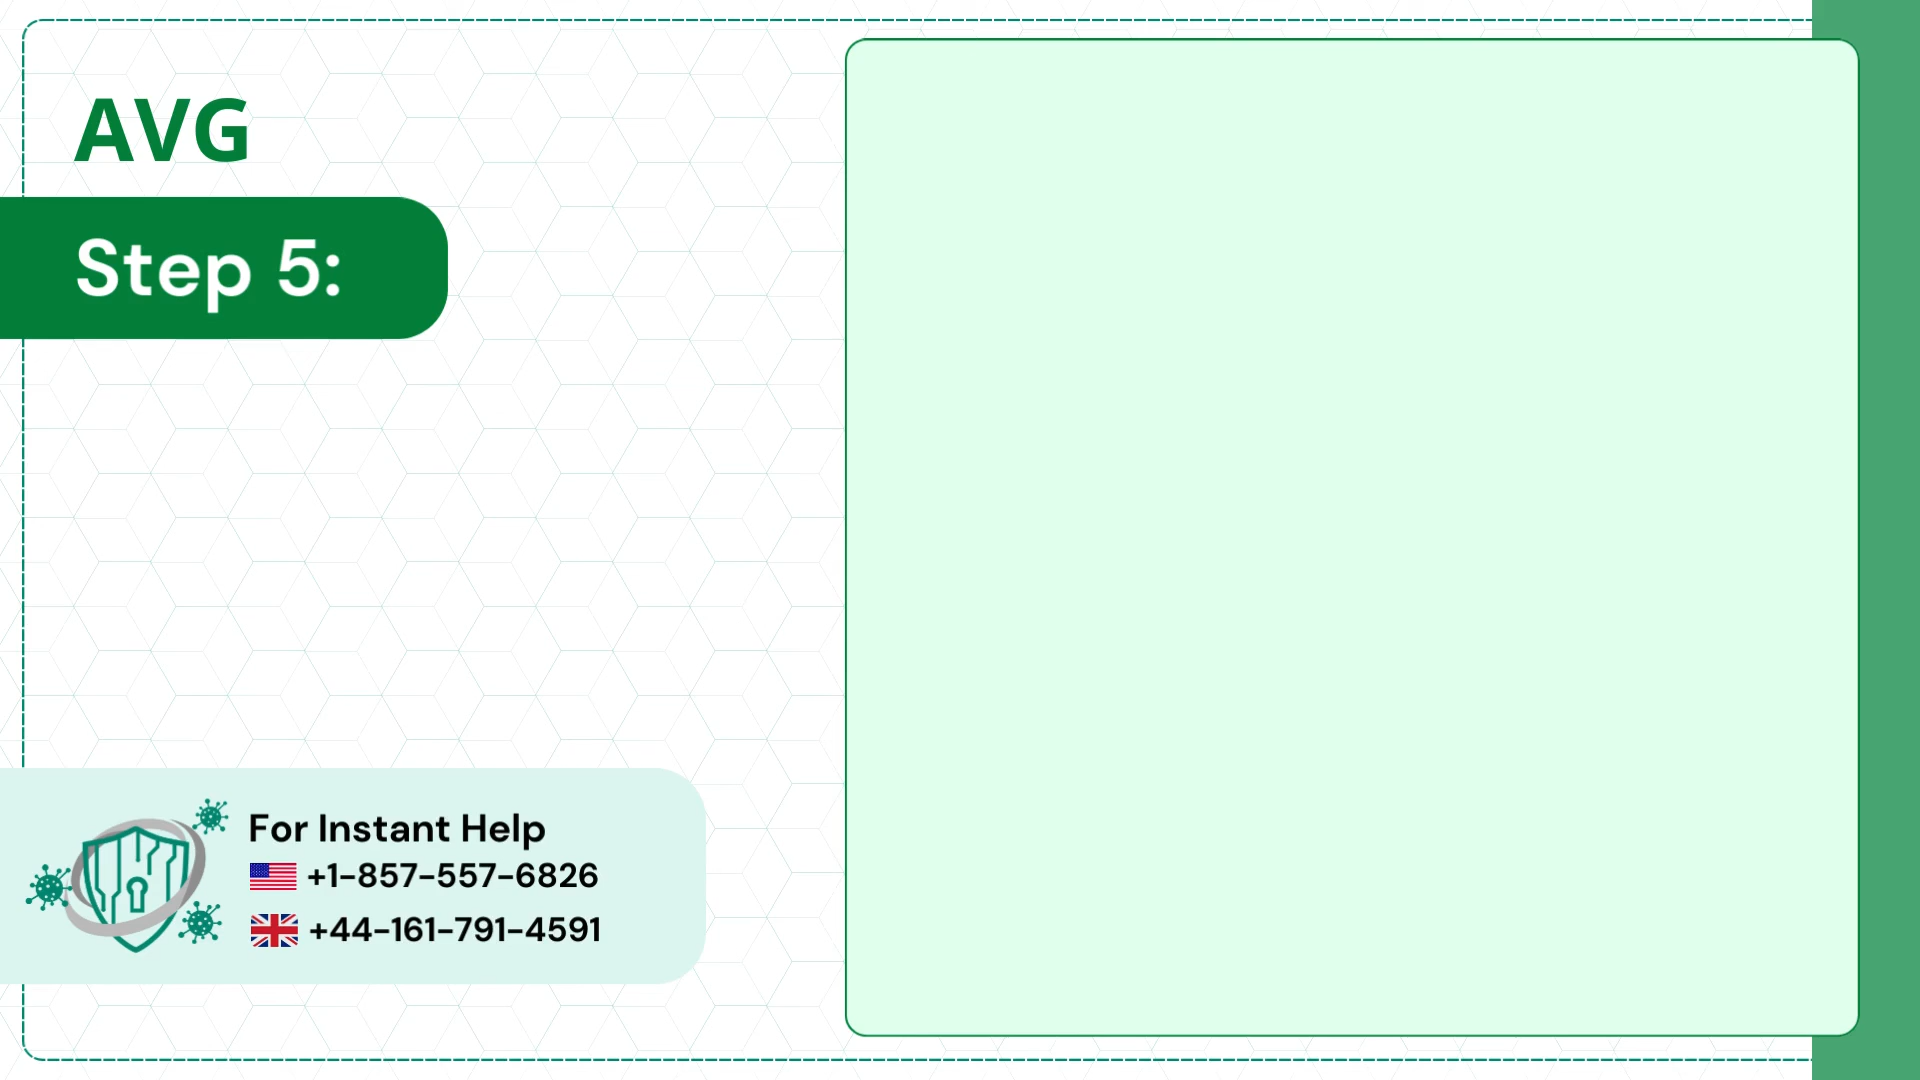 AVG
Step 5:
For Instant Help
+1-857-557-6826
+44-161-791-4591